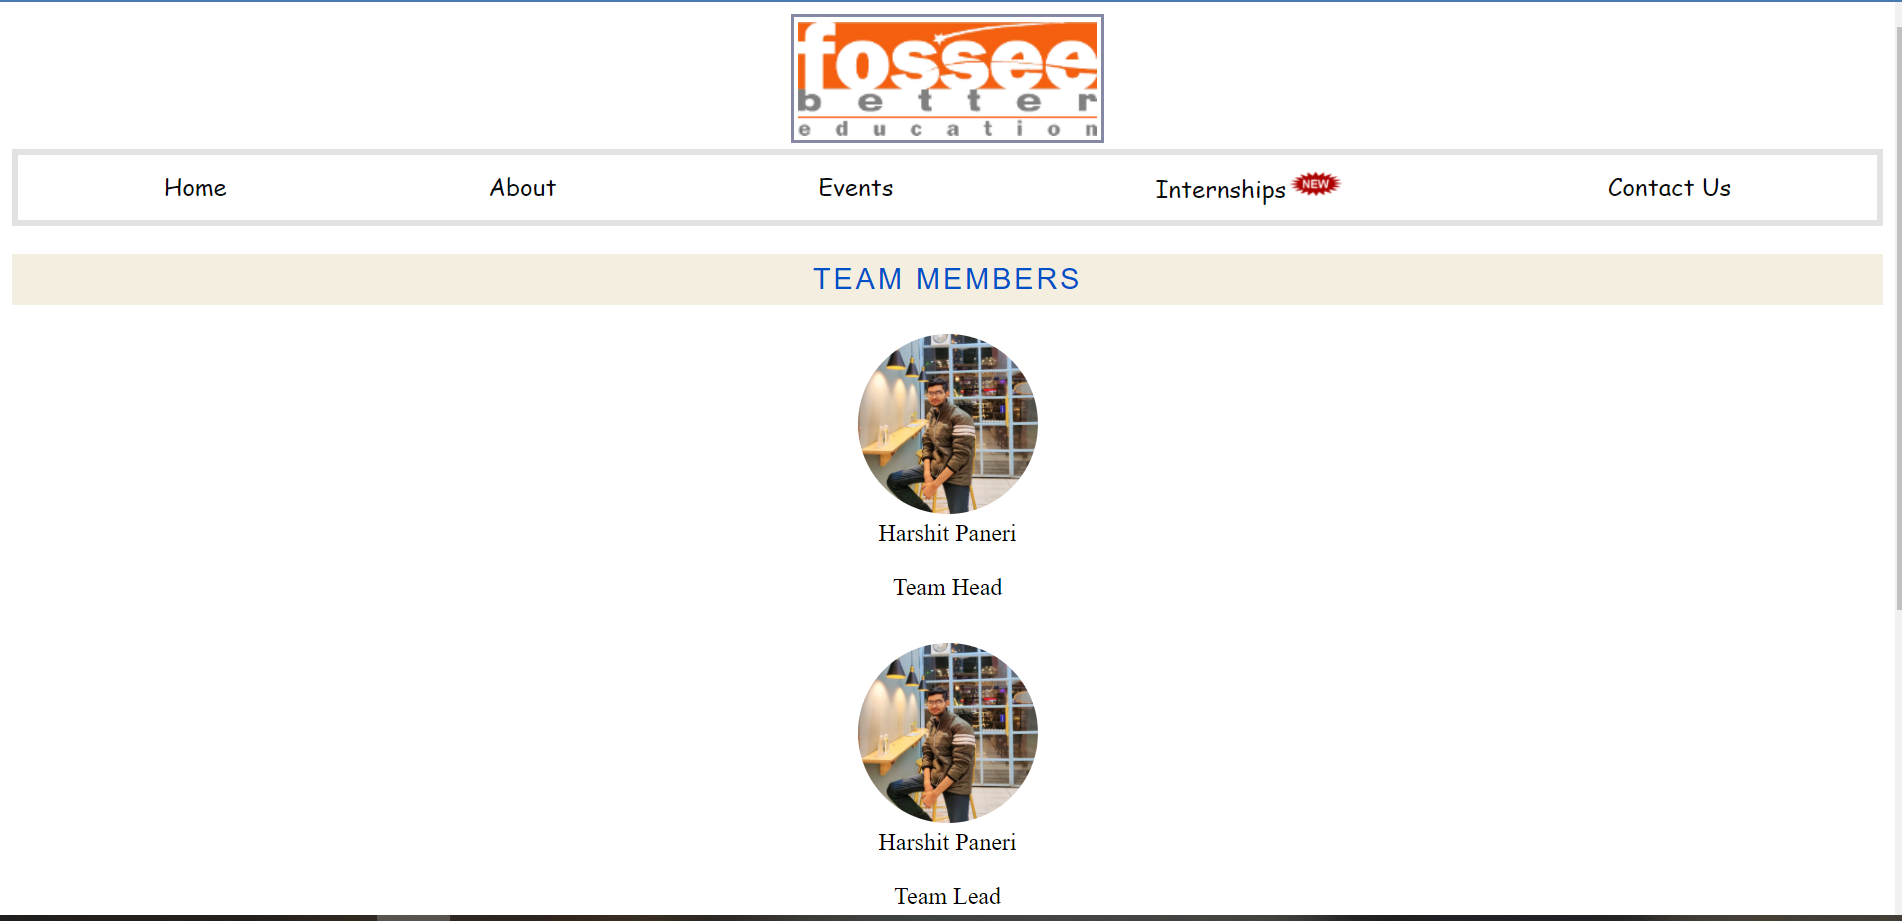 fossee
better
education
Home About Events Internships NEW Contact Us
TEAM MEMBERS
Harshit Paneri
Team Head
Harshit Paneri
Team Lead